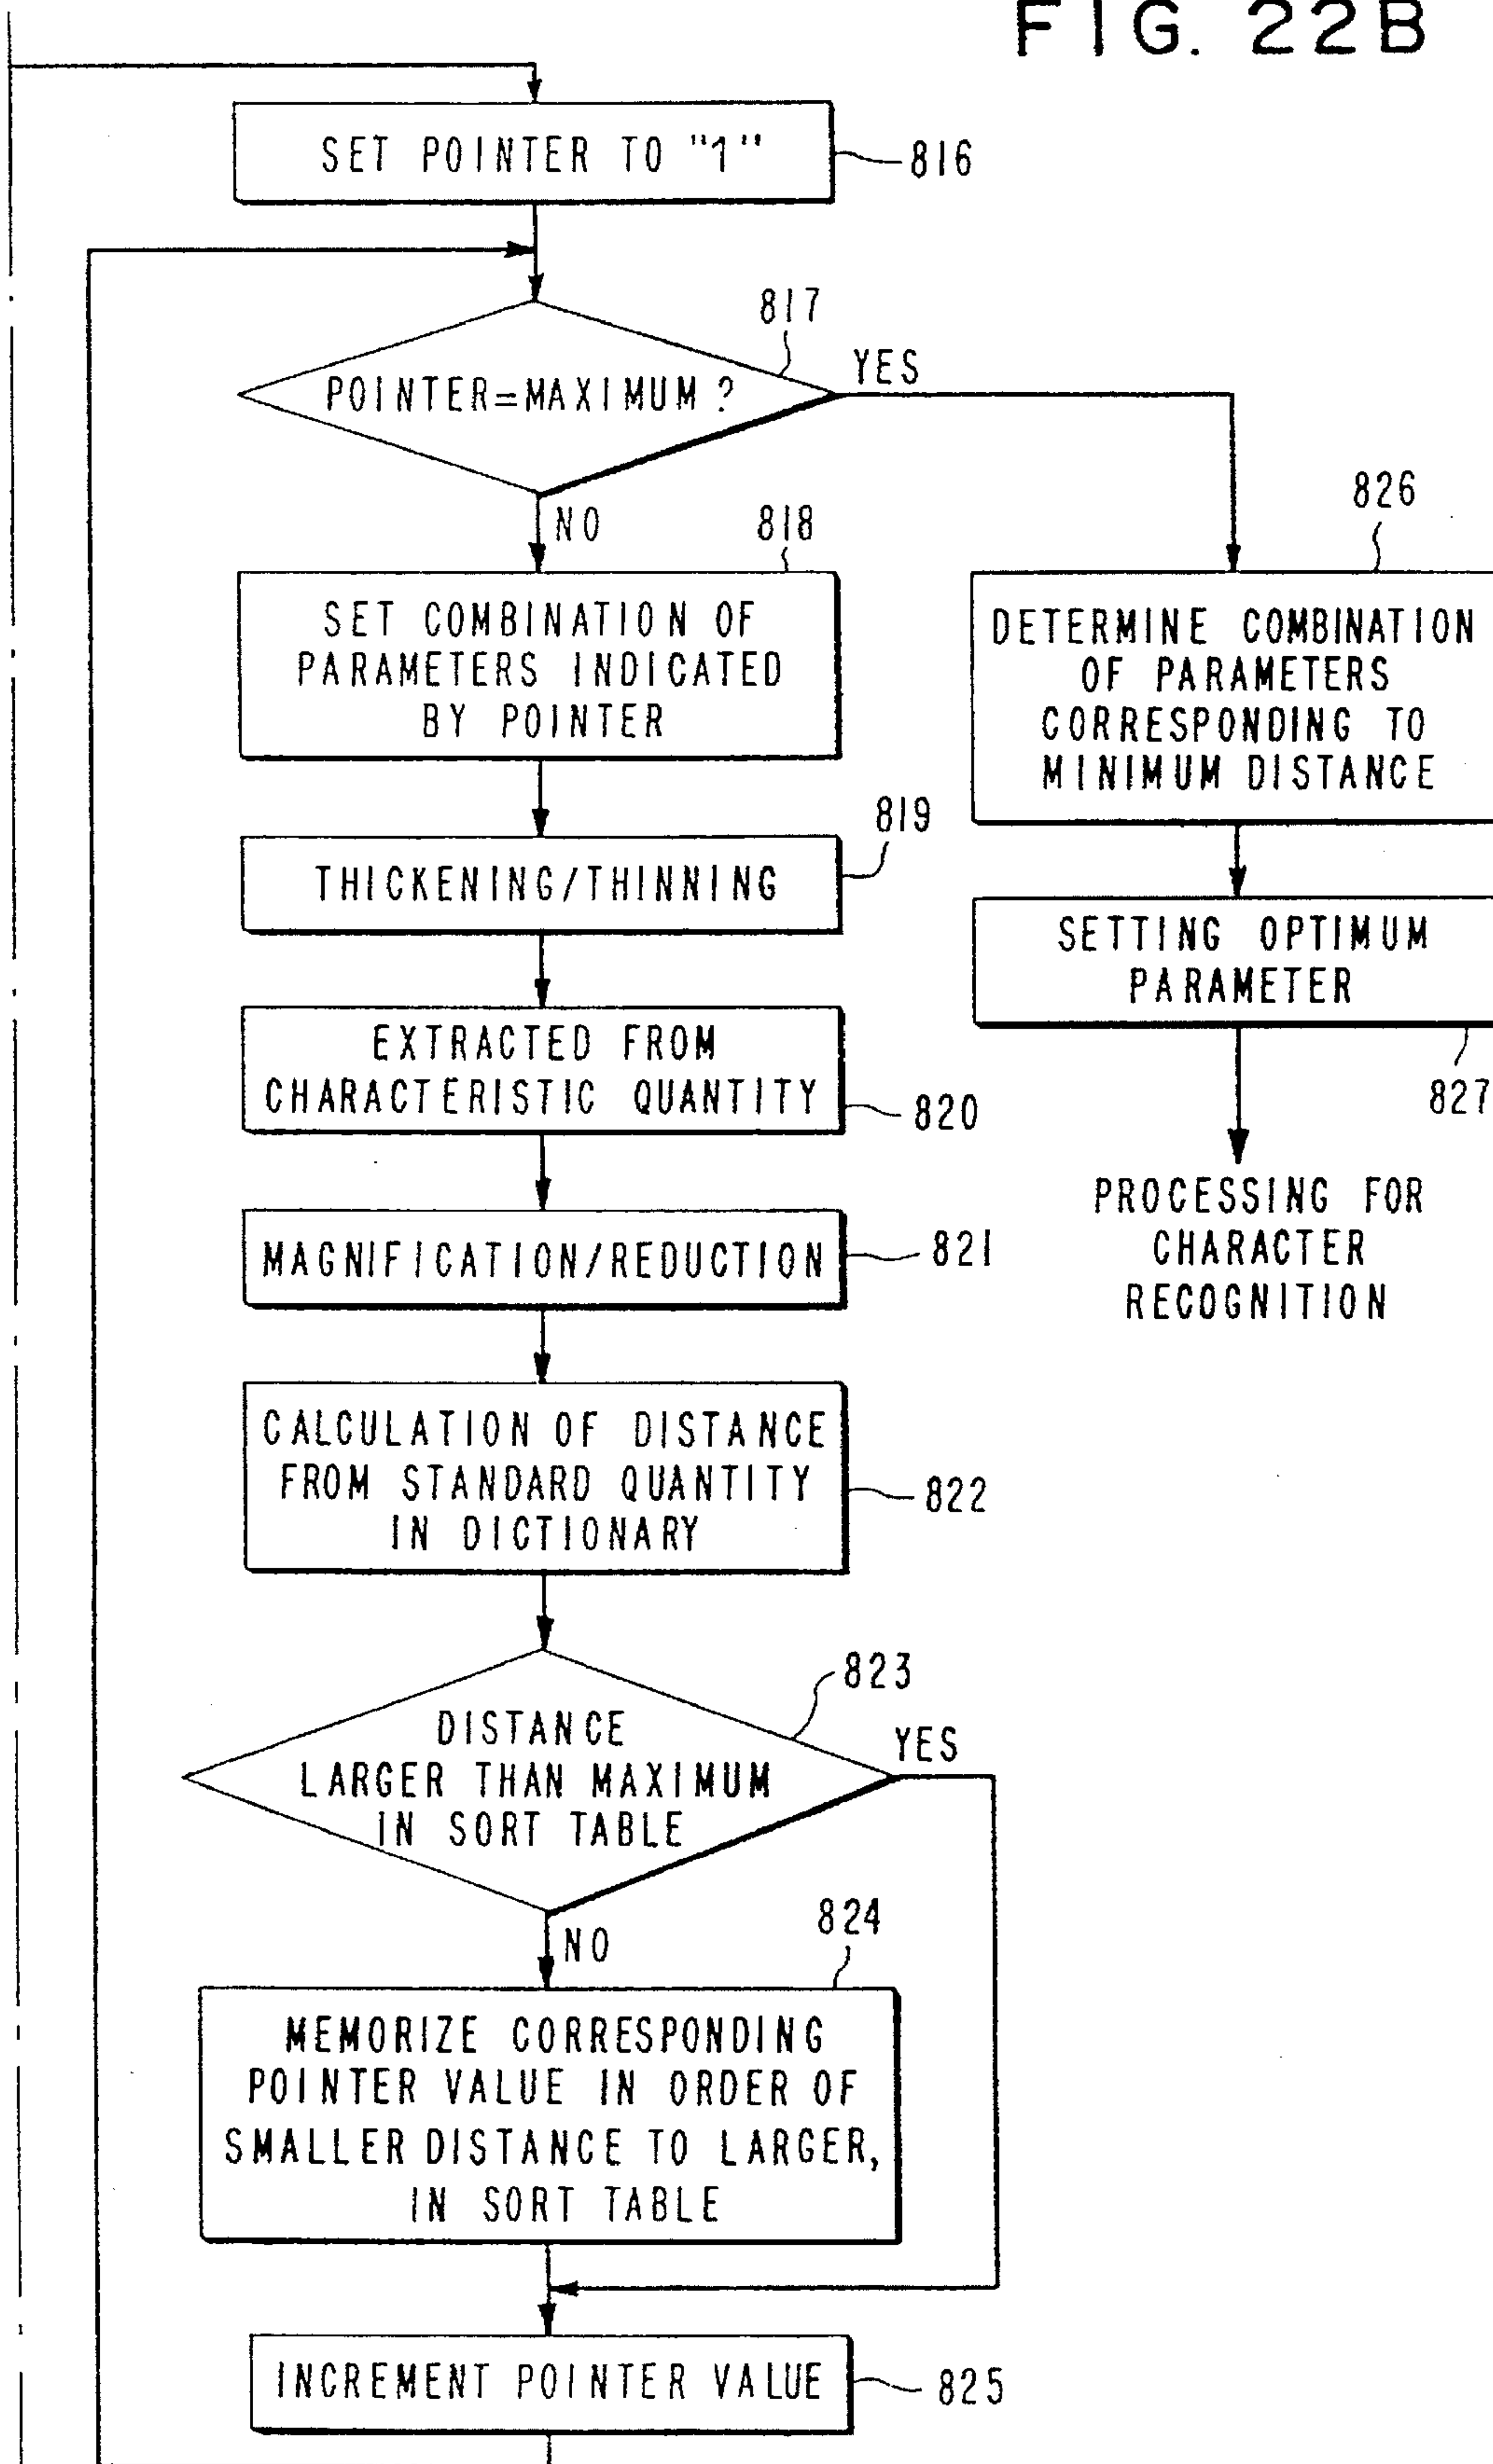 FIG. 22B
SET POINTER TO "1"
816
817
POINTER=MAXIMUM?
YES
NO
818
SET COMBINATION OF
PARAMETERS INDICATED
BY POINTER
819
THICKENING/THINNING
EXTRACTED FROM
CHARACTERISTIC QUANTITY
820
MAGNIFICATION/REDUCTION
821
CALCULATION OF DISTANCE
FROM STANDARD QUANTITY
IN DICTIONARY
822
823
DISTANCE
LARGER THAN MAXIMUM
IN SORT TABLE
YES
NO
824
MEMORIZE CORRESPONDING
POINTER VALUE IN ORDER OF
SMALLER DISTANCE TO LARGER,
IN SORT TABLE
INCREMENT POINTER VALUE
825
826
DETERMINE COMBINATION
OF PARAMETERS
CORRESPONDING TO
MINIMUM DISTANCE
SETTING OPTIMUM
PARAMETER
827
PROCESSING FOR
CHARACTER
RECOGNITION